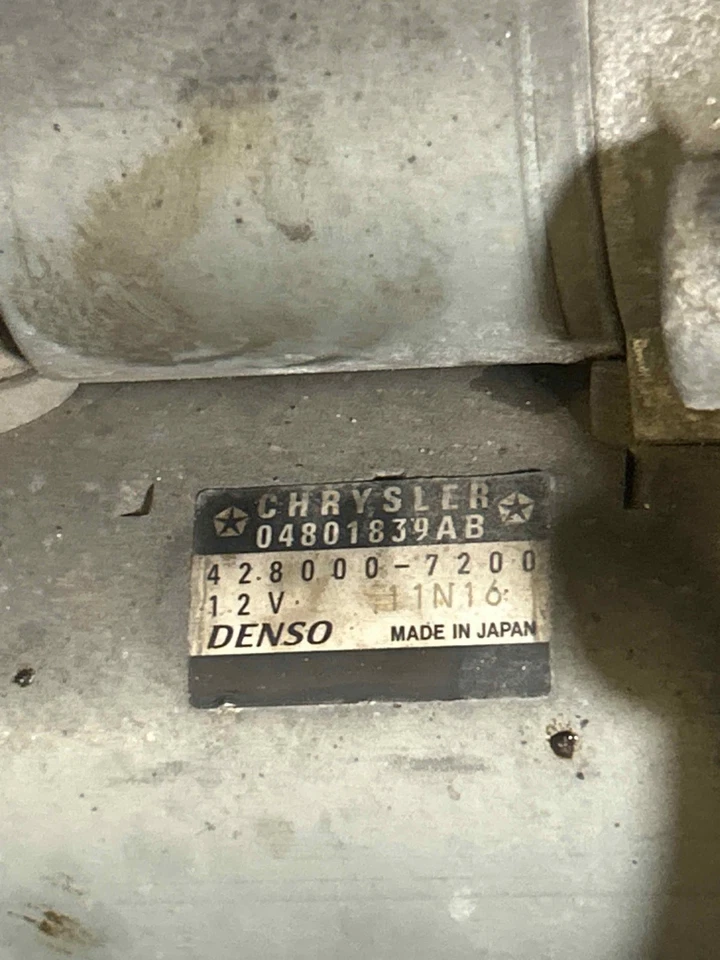 CHRYSLER
04801839AB
428000-7200
12V 11N16
DENSO MADE IN JAPAN